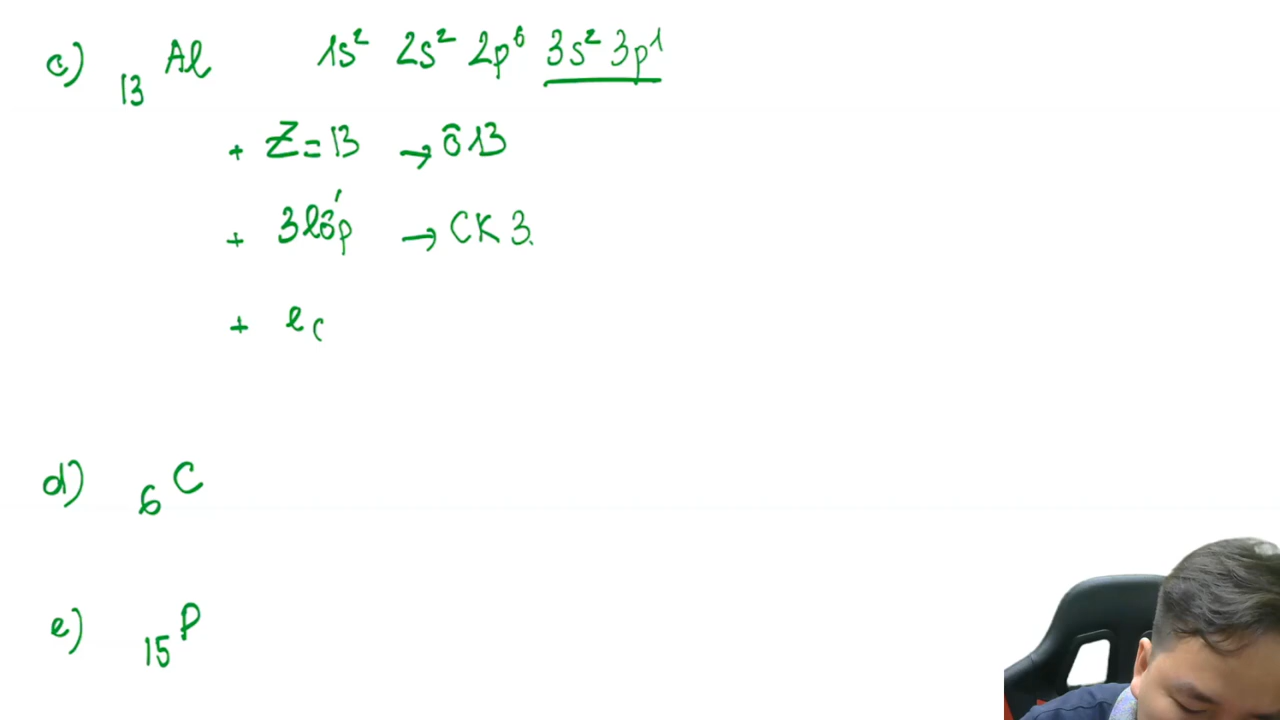 c) ₁₃Al 1s² 2s² 2p⁶ 3s² 3p¹
+ Z=13 → ô 13
+ 3 lớp → CK 3.
+ e c
d) ₆C
e) ₁₅P